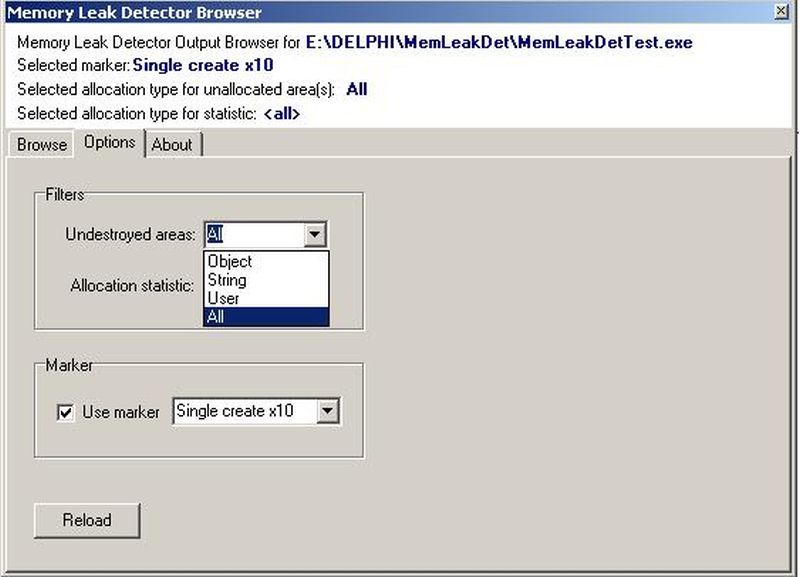 Memory Leak Detector Browser
Memory Leak Detector Output Browser for E:\DELPHI\MemLeakDet\MemLeakDetTest.exe
Selected marker: Single create x10
Selected allocation type for unallocated area(s): All
Selected allocation type for statistic: <all>
Browse Options About
Filters
Undestroyed areas: All
Object
String
User
All
Allocation statistic:
Marker
Use marker Single create x10
Reload